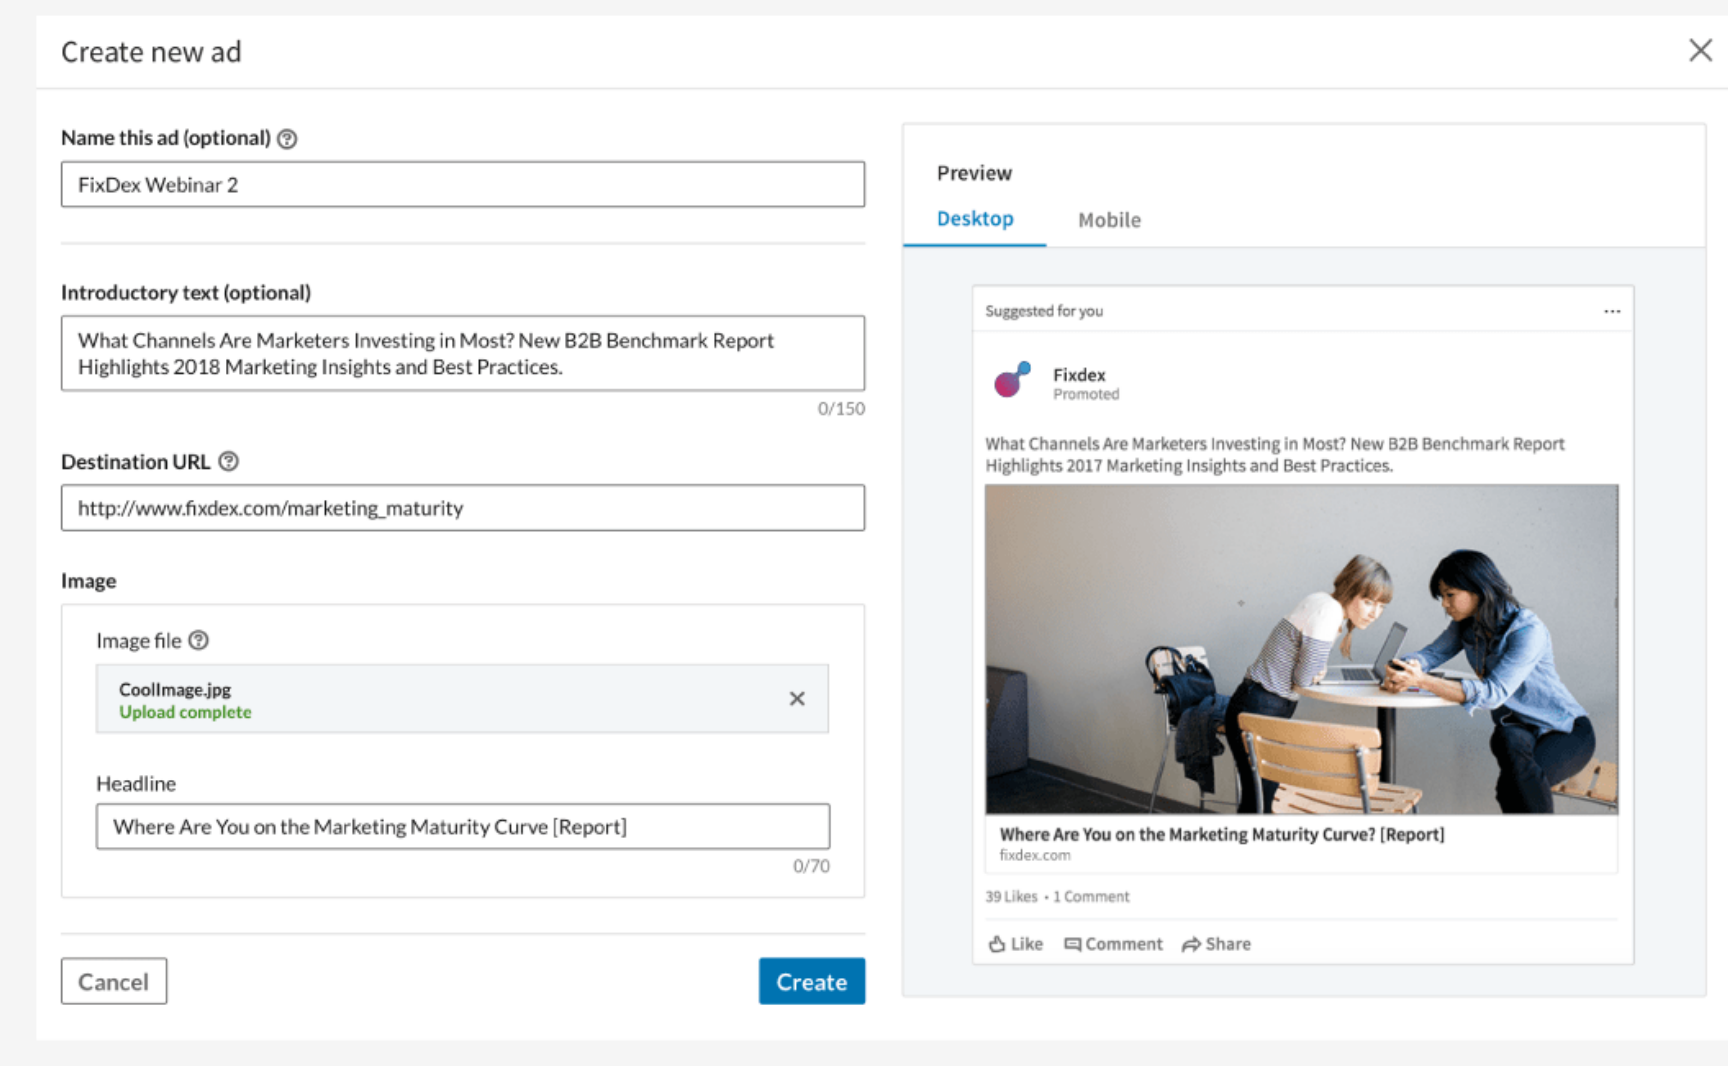 Create new ad
Name this ad (optional)
FixDex Webinar 2
Introductory text (optional)
What Channels Are Marketers Investing in Most? New B2B Benchmark Report
Highlights 2018 Marketing Insights and Best Practices.
0/150
Destination URL
http://www.fixdex.com/marketing_maturity
Image
Image file
CoolImage.jpg
Upload complete
Headline
Where Are You on the Marketing Maturity Curve [Report]
0/70
Cancel
Create
Preview
Desktop
Mobile
Suggested for you
Fixdex
Promoted
What Channels Are Marketers Investing in Most? New B2B Benchmark Report
Highlights 2017 Marketing Insights and Best Practices.
Where Are You on the Marketing Maturity Curve? [Report]
fixdex.com
39 Likes • 1 Comment
Like
Comment
Share